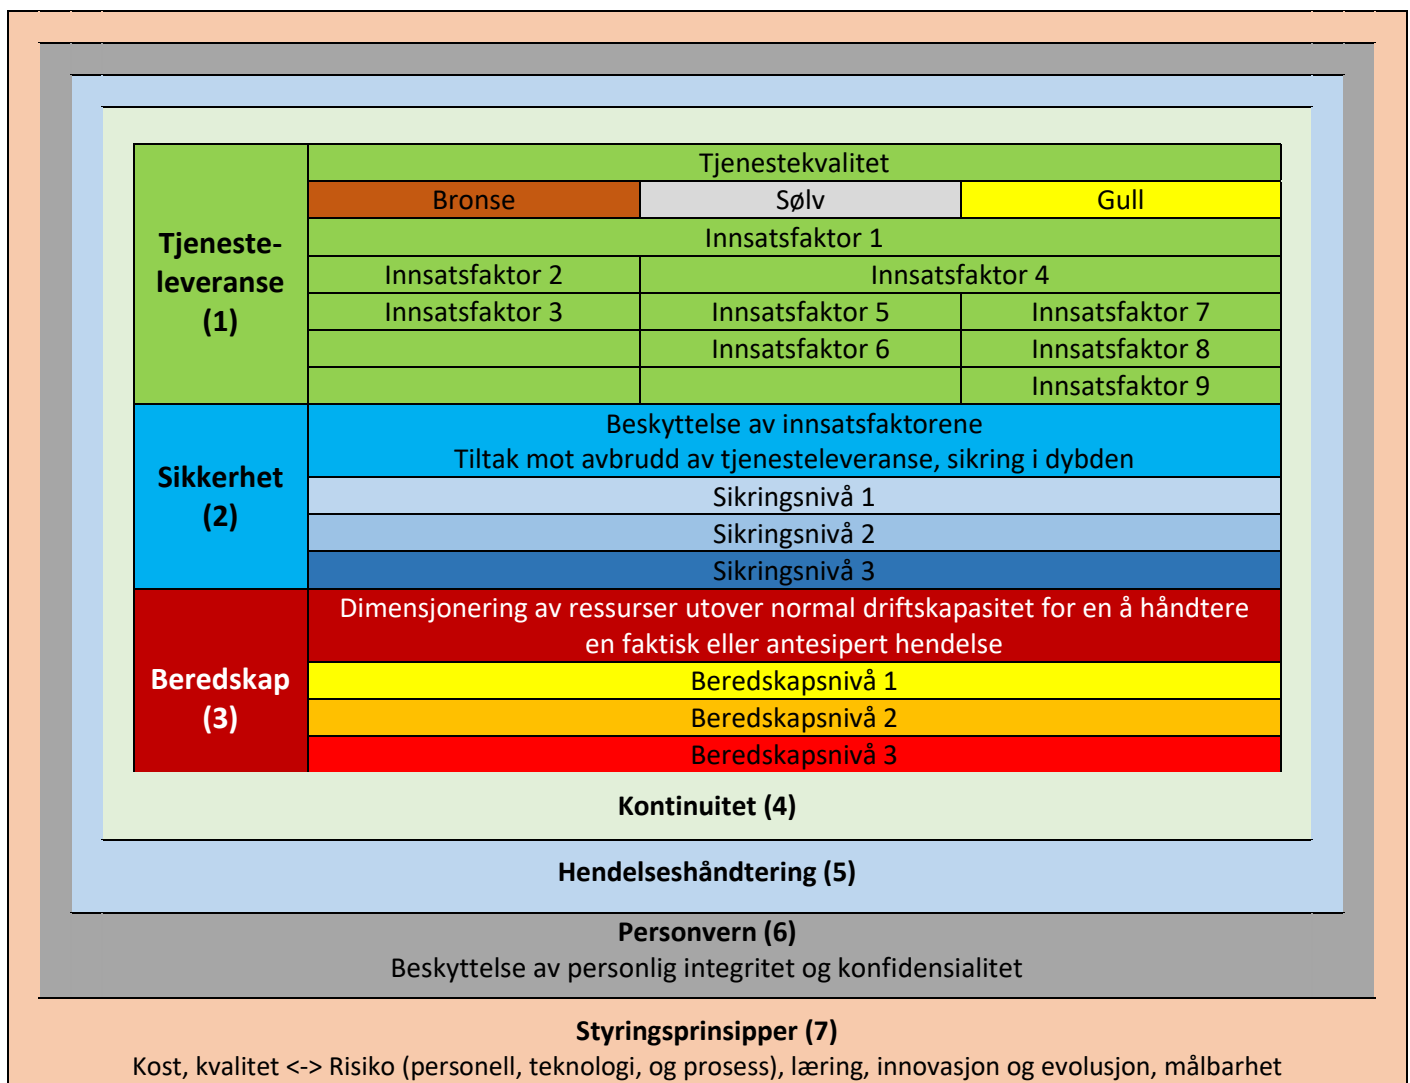 Tjenestekvalitet
Bronse Sølv Gull
Tjeneste-
leveranse
(1)
Innsatsfaktor 1
Innsatsfaktor 2 Innsatsfaktor 4
Innsatsfaktor 3 Innsatsfaktor 5 Innsatsfaktor 7
Innsatsfaktor 6 Innsatsfaktor 8
Innsatsfaktor 9
Sikkerhet
(2)
Beskyttelse av innsatsfaktorene
Tiltak mot avbrudd av tjenesteleveranse, sikring i dybden
Sikringsnivå 1
Sikringsnivå 2
Sikringsnivå 3
Beredskap
(3)
Dimensjonering av ressurser utover normal driftskapasitet for en å håndtere
en faktisk eller antesipert hendelse
Beredskapsnivå 1
Beredskapsnivå 2
Beredskapsnivå 3
Kontinuitet (4)
Hendelseshåndtering (5)
Personvern (6)
Beskyttelse av personlig integritet og konfidensialitet
Styringsprinsipper (7)
Kost, kvalitet <-> Risiko (personell, teknologi, og prosess), læring, innovasjon og evolusjon, målbarhet